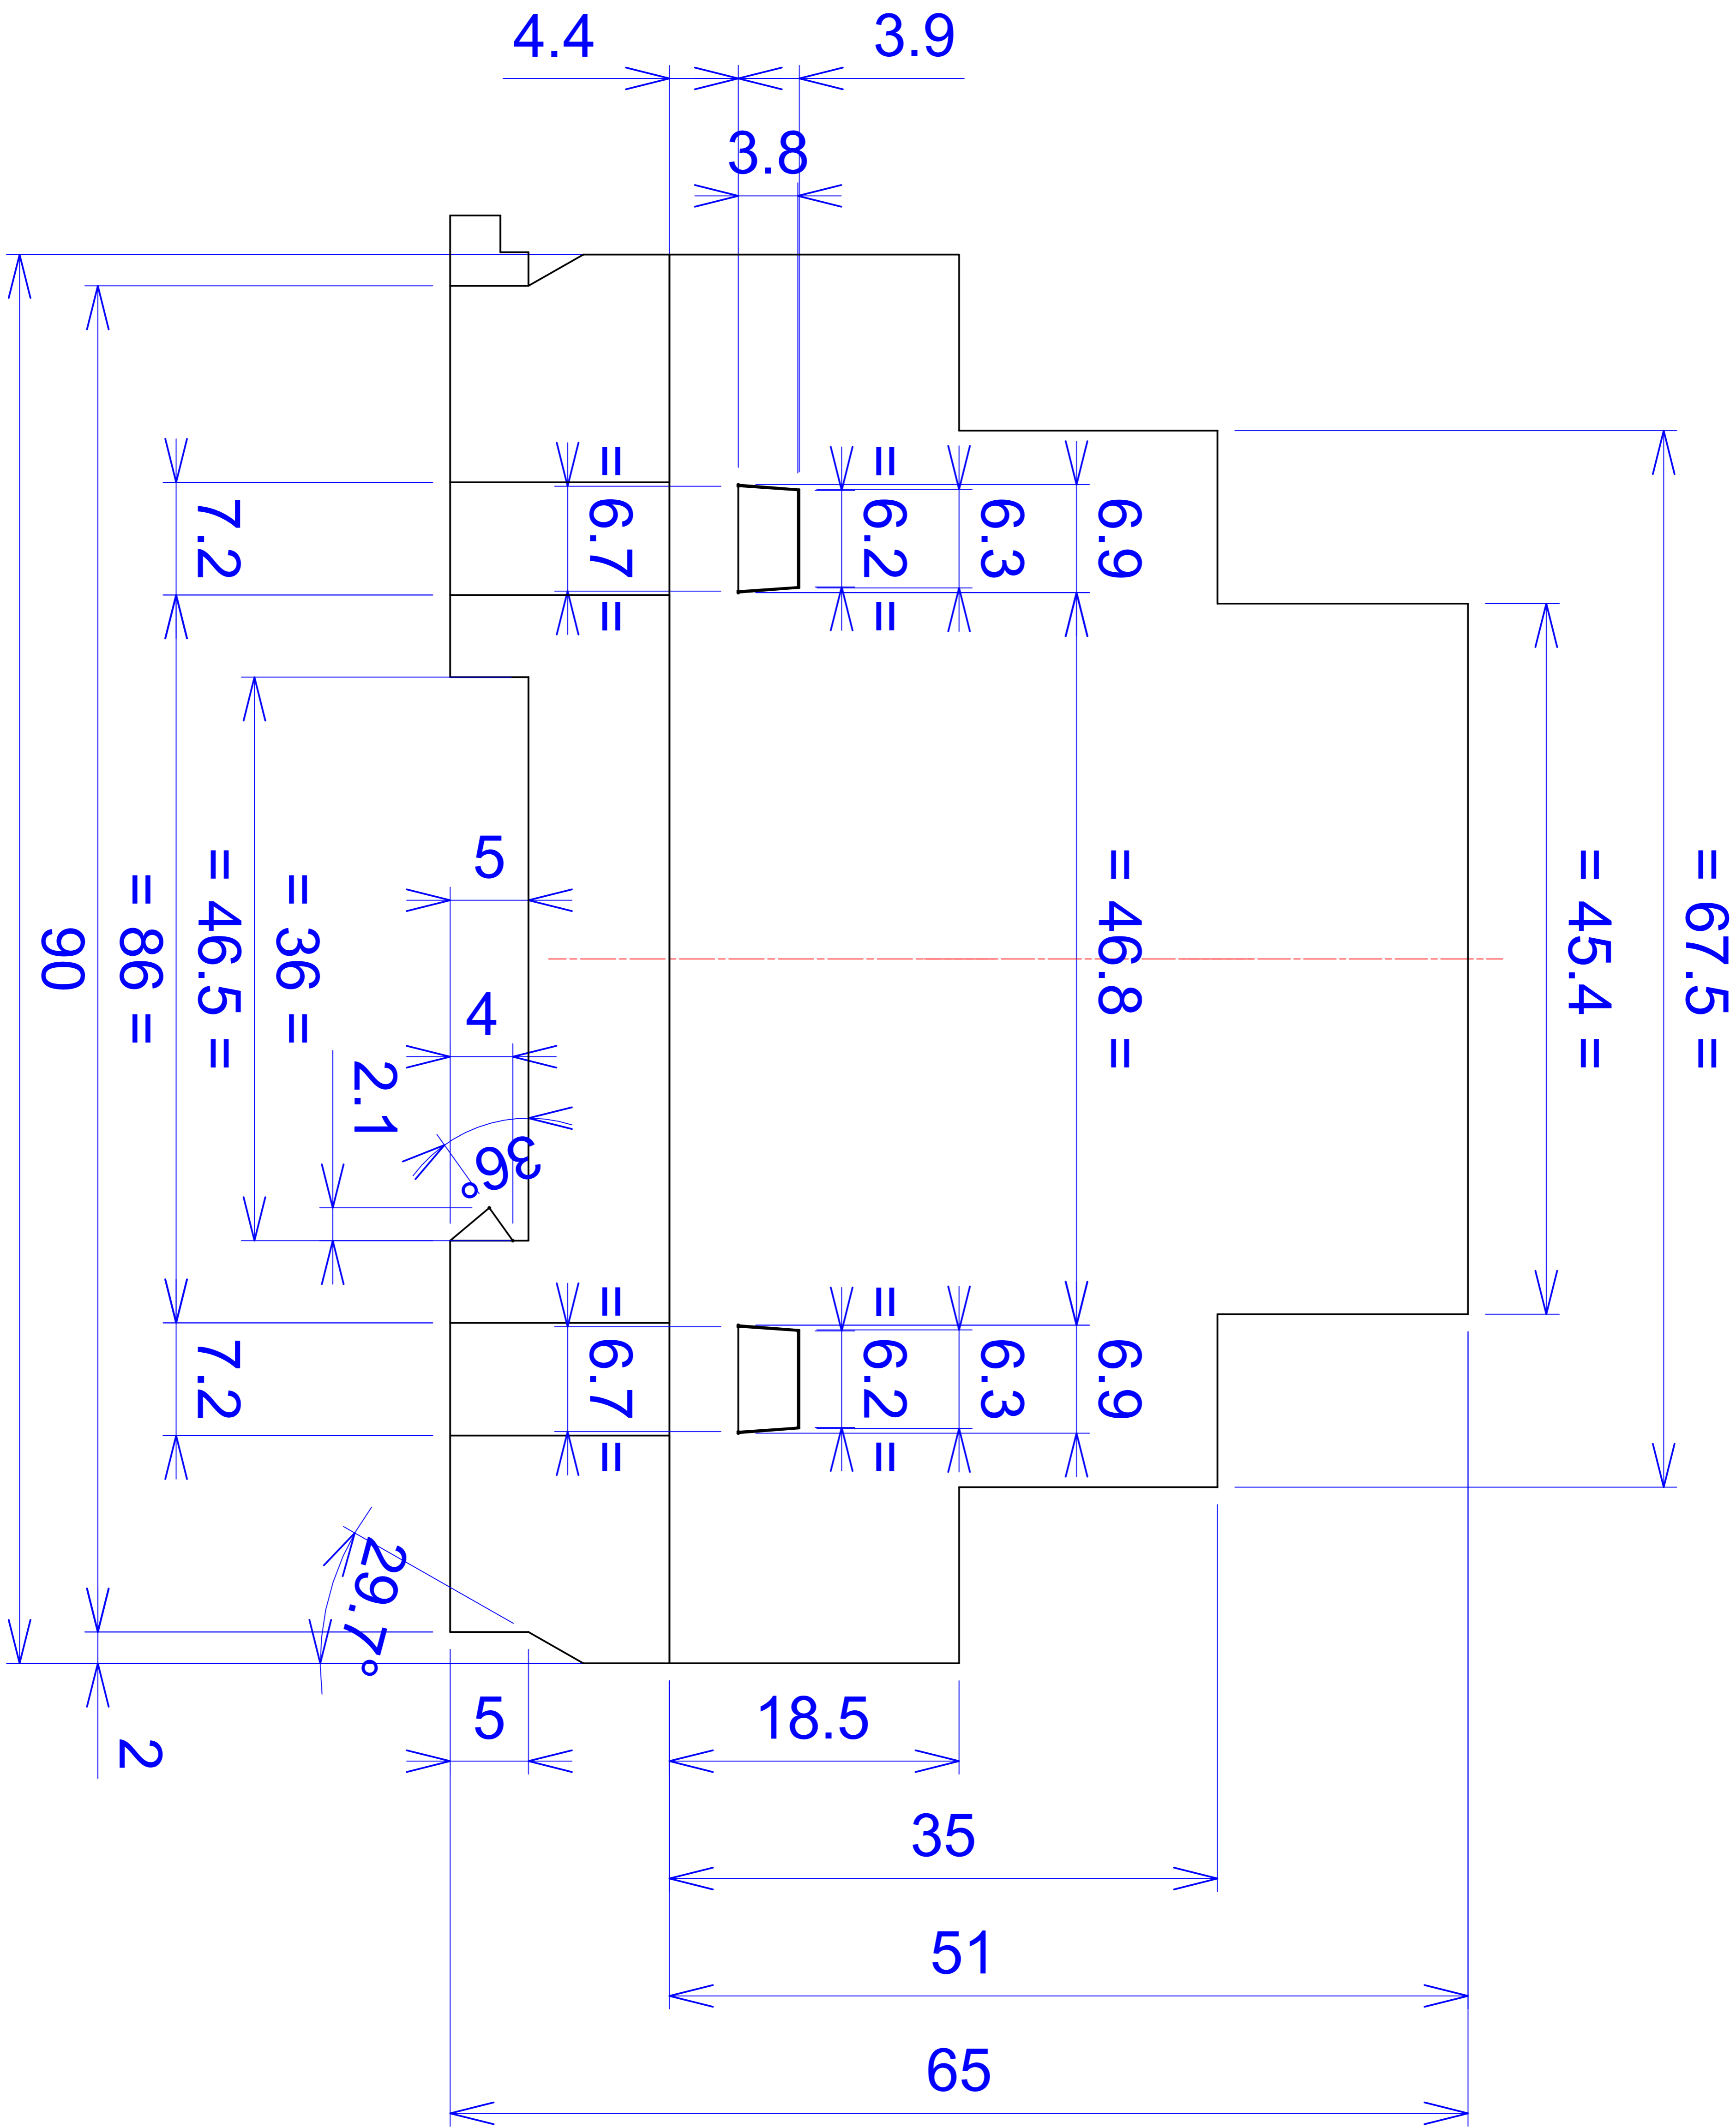 4.4
3.9
3.8
= 6.7 =
= 6.2 =
6.3
6.9
7.2
= 67.5 =
= 45.4 =
= 46.8 =
5
4
2.1
36°
= 36 =
= 46.5 =
= 86 =
90
7.2
= 6.7 =
= 6.2 =
6.3
6.9
29.7°
2
5
18.5
35
51
65